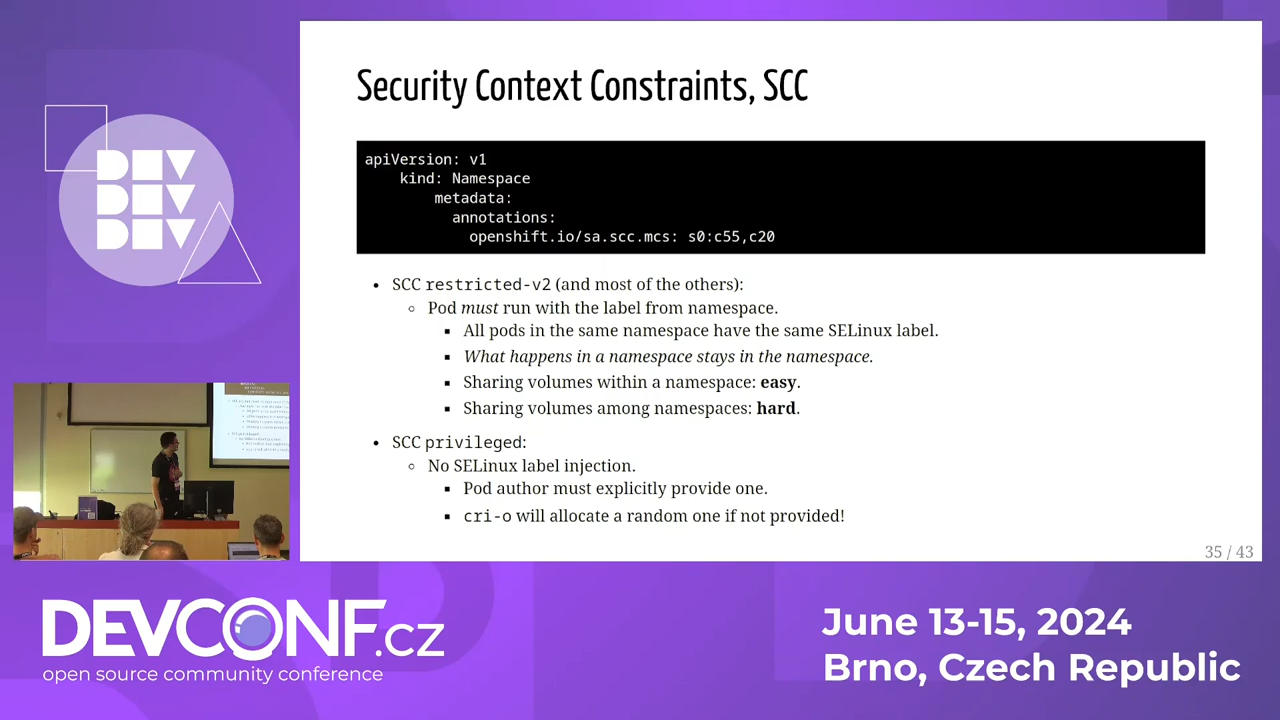 DEV
DEV
DEV
Security Context Constraints, SCC
apiVersion: v1
kind: Namespace
metadata:
annotations:
openshift.io/sa.scc.mcs: s0:c55,c20
• SCC restricted-v2 (and most of the others):
◦ Pod must run with the label from namespace.
▪ All pods in the same namespace have the same SELinux label.
▪ What happens in a namespace stays in the namespace.
▪ Sharing volumes within a namespace: easy.
▪ Sharing volumes among namespaces: hard.
• SCC privileged:
◦ No SELinux label injection.
▪ Pod author must explicitly provide one.
▪ cri-o will allocate a random one if not provided!
35 / 43
DEVCONF.cz
open source community conference
June 13-15, 2024
Brno, Czech Republic